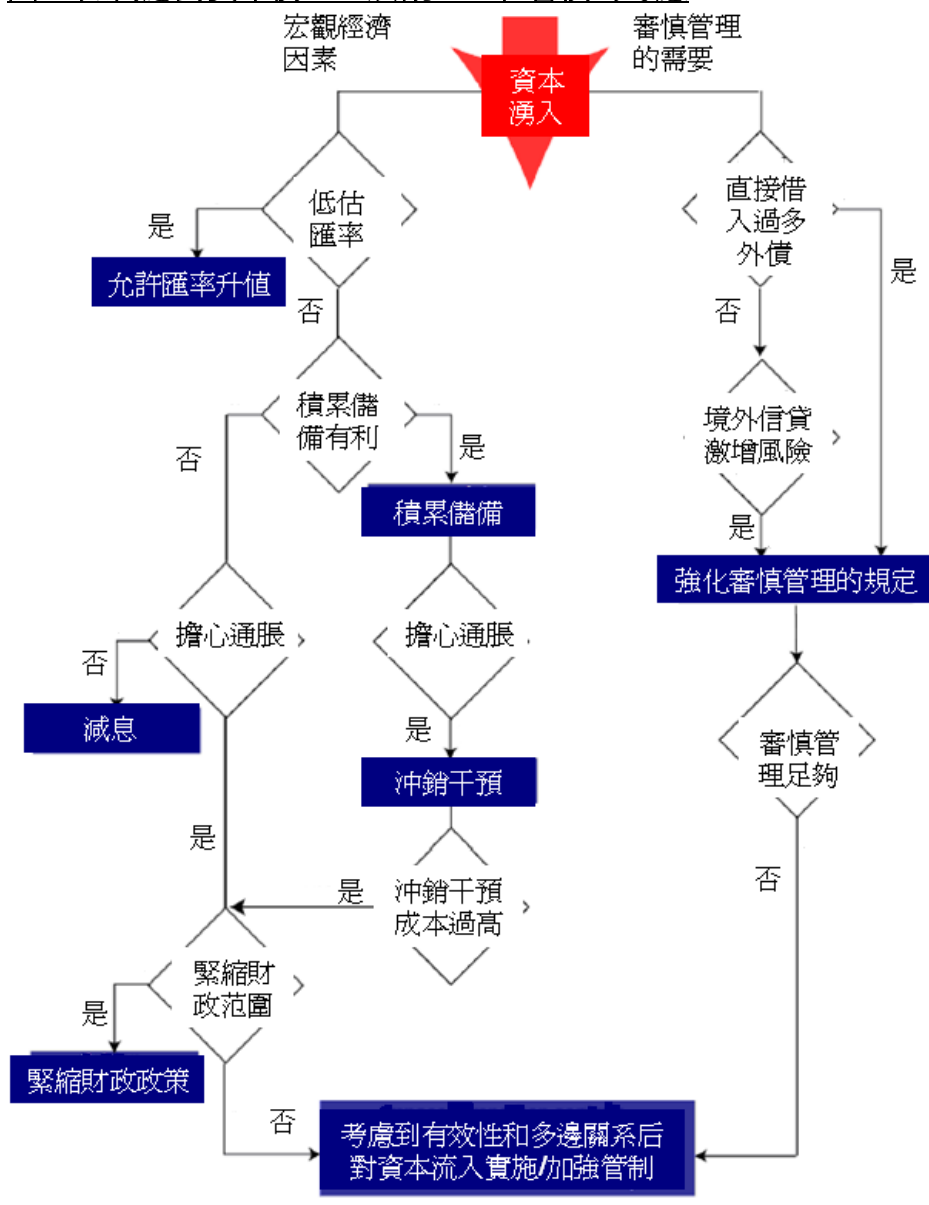 宏觀經濟
因素
審慎管理
的需要
資本
湧入
低估
匯率
是
允許匯率升值
否
直接借
入過多
外債
是
否
積累儲
備有利
否
是
積累儲備
境外信貸
激增風險
是
強化審慎管理的規定
擔心通脹
否
減息
是
擔心通脹
是
沖銷干預
審慎管
理足夠
否
沖銷干預
成本過高
是
緊縮財
政范圍
是
緊縮財政政策
否
考慮到有效性和多邊關系后
對資本流入實施/加強管制